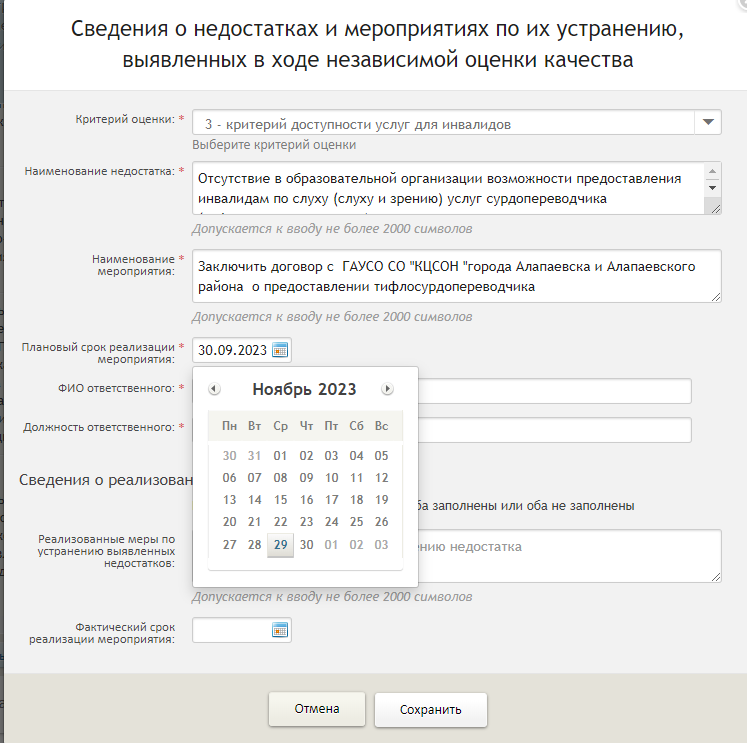 Сведения о недостатках и мероприятиях по их устранению,
выявленных в ходе независимой оценки качества
Критерий оценки: *
3 - критерий доступности услуг для инвалидов
Выберите критерий оценки
Наименование недостатка: *
Отсутствие в образовательной организации возможности предоставления
инвалидам по слуху (слуху и зрению) услуг сурдопереводчика
Допускается к вводу не более 2000 символов
Наименование *
мероприятия:
Заключить договор с ГАУСО СО "КЦСОН "города Алапаевска и Алапаевского
района о предоставлении тифлосурдопереводчика
Допускается к вводу не более 2000 символов
Плановый срок реализации *
мероприятия:
30.09.2023
Ноябрь 2023
Пн Вт Ср Чт Пт Сб Вс
30 31 01 02 03 04 05
06 07 08 09 10 11 12
13 14 15 16 17 18 19
20 21 22 23 24 25 26
27 28 29 30 01 02 03
ФИО ответственного: *
Должность ответственного: *
Сведения о реализован
ба заполнены или оба не заполнены
Реализованные меры по
устранению выявленных
недостатков:
нию недостатка
Допускается к вводу не более 2000 символов
Фактический срок
реализации мероприятия:
Отмена
Сохранить